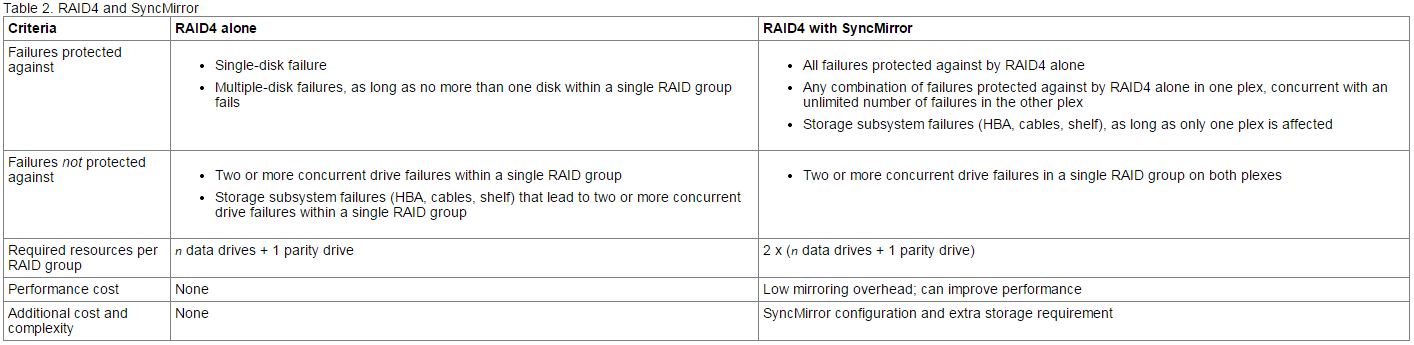 Table 2. RAID4 and SyncMirror
Criteria
RAID4 alone
RAID4 with SyncMirror
Failures protected
against
• Single-disk failure
• Multiple-disk failures, as long as no more than one disk within a single RAID group
fails
• All failures protected against by RAID4 alone
• Any combination of failures protected against by RAID4 alone in one plex, concurrent with an
unlimited number of failures in the other plex
• Storage subsystem failures (HBA, cables, shelf), as long as only one plex is affected
Failures not protected
against
• Two or more concurrent drive failures within a single RAID group
• Storage subsystem failures (HBA, cables, shelf) that lead to two or more concurrent
drive failures within a single RAID group
• Two or more concurrent drive failures in a single RAID group on both plexes
Required resources per
RAID group
n data drives + 1 parity drive
2 x (n data drives + 1 parity drive)
Performance cost
None
Low mirroring overhead; can improve performance
Additional cost and
complexity
None
SyncMirror configuration and extra storage requirement